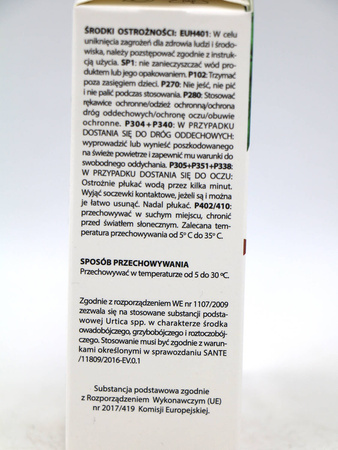 ŚRODKI OSTROŻNOŚCI: EUH401: W celu
uniknięcia zagrożeń dla zdrowia ludzi i środo-
wiska, należy postępować zgodnie z instruk-
cją użycia. SP1: nie zanieczyszczać wód pro-
duktem lub jego opakowaniem. P102: Trzymać
poza zasięgiem dzieci. P270: Nie jeść, nie pić
i nie palić podczas stosowania. P280: Stosować
rękawice ochronne/odzież ochronną/ochrona
dróg oddechowych/ochronę oczu/obuwie
ochronne. P304+P340: W PRZYPADKU
DOSTANIA SIĘ DO DRÓG ODDECHOWYCH:
wyprowadzić lub wynieść poszkodowanego
na świeże powietrze i zapewnić mu warunki do
swobodnego oddychania. P305+P351+P338:
W PRZYPADKU DOSTANIA SIĘ DO OCZU:
Ostrożnie płukać wodą przez kilka minut.
Wyjąć soczewki kontaktowe, jeżeli są i można
je łatwo usunąć. Nadal płukać. P402/410:
przechowywać w suchym miejscu, chronić
przed światłem słonecznym. Zalecana tem-
peratura przechowywania od 5° C do 35° C.
SPOSÓB PRZECHOWYWANIA
Przechowywać w temperaturze od 5 do 30 ºC.
Zgodnie z rozporządzeniem WE nr 1107/2009
zezwala się na stosowanie substancji podsta-
wowej Urtica spp. w charakterze środka
owadobójczego, grzybobójczego i roztoczobój-
czego. Stosowanie musi być zgodne z warun-
kami określonymi w sprawozdaniu SANTE
/11809/2016-EV.0.1
Substancja podstawowa zgodnie
z Rozporządzeniem Wykonawczym (UE)
nr 2017/419 Komisji Europejskiej.